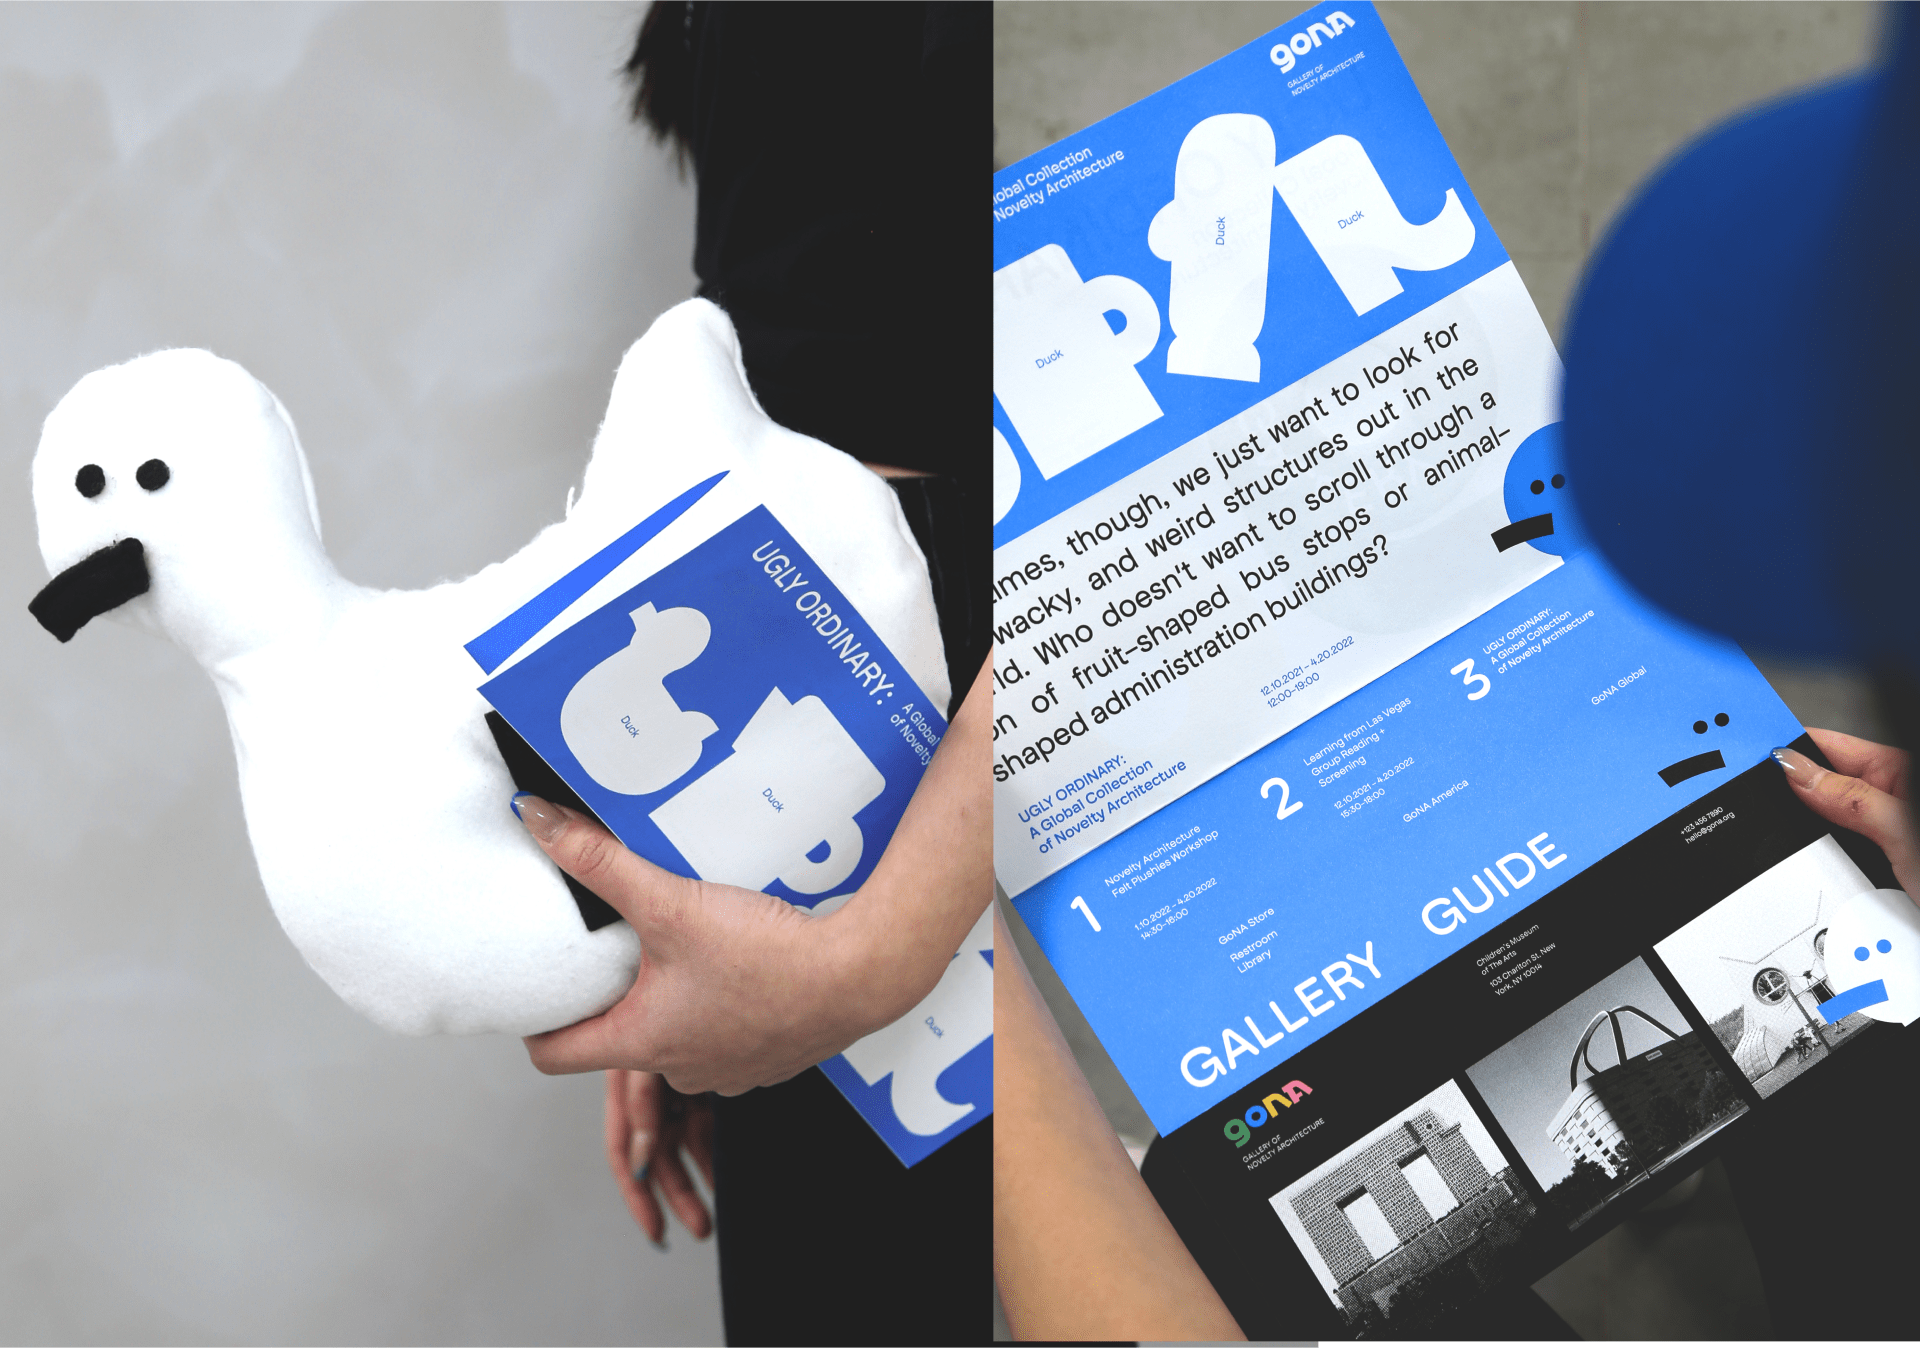 UGLY ORDINARY:
A Global
of Novelty
Duck
Duck
Duck
gONA
GALLERY OF
NOVELTY ARCHITECTURE
Collection
Novelty Architecture
Duck
Duck
Duck
though, we just want to look for
wacky, and weird structures out in the
Who doesn't want to scroll through a
of fruit-shaped bus stops or animal-
shaped administration buildings?
12.10.2021 – 4.20.2022
12:00–19:00
UGLY ORDINARY:
A Global Collection
of Novelty Architecture
1
Novelty Architecture
Felt Plushies Workshop
1.10.2022 – 4.20.2022
14:30–16:00
GoNA Store
Restroom
Library
2
Learning from Las Vegas
Group Reading +
Screening
12.10.2021 – 4.20.2022
15:30–18:00
GoNA America
3
UGLY ORDINARY:
A Global Collection
of Novelty Architecture
GoNA Global
GALLERY GUIDE
gONA
GALLERY OF
NOVELTY ARCHITECTURE
Children's Museum
of The Arts
103 Charlton St, New
York, NY 10014
+123 456 7890
hello@gona.org